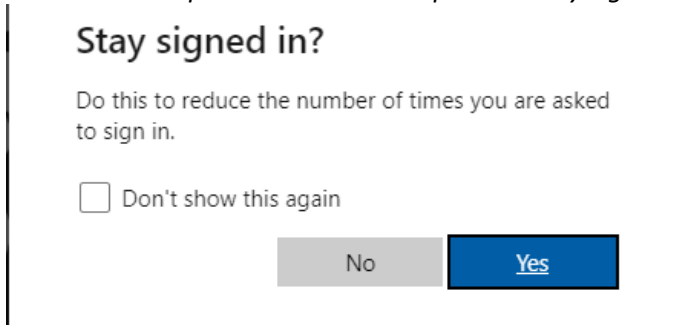 Stay signed in?
Do this to reduce the number of times you are asked
to sign in.
Don't show this again
No Yes